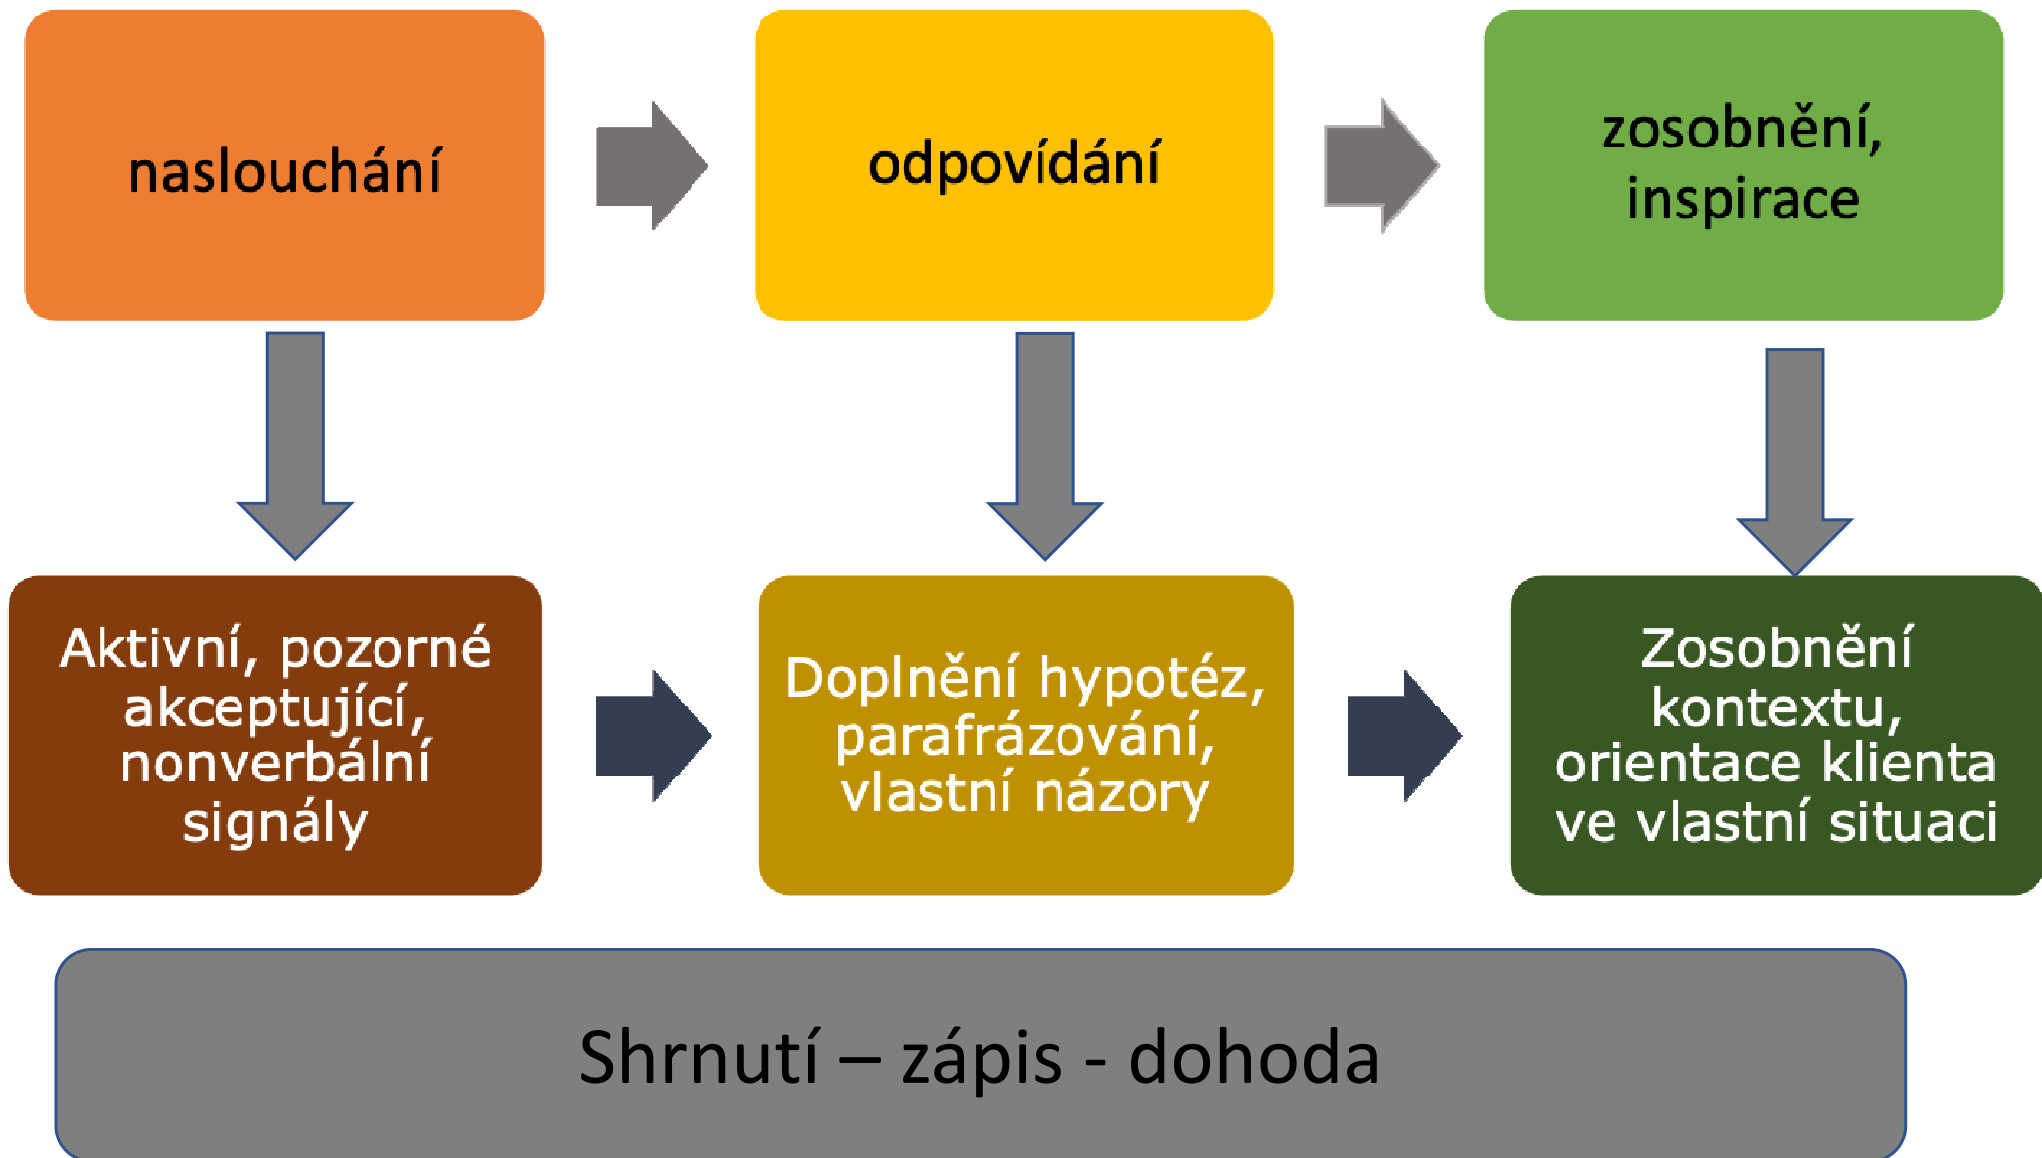 naslouchání
odpovídání
zosobnění,
inspirace
Aktivní, pozorné
akceptující,
nonverbální
signály
Doplnění hypotéz,
parafrázování,
vlastní názory
Zosobnění
kontextu,
orientace klienta
ve vlastní situaci
Shrnutí – zápis - dohoda